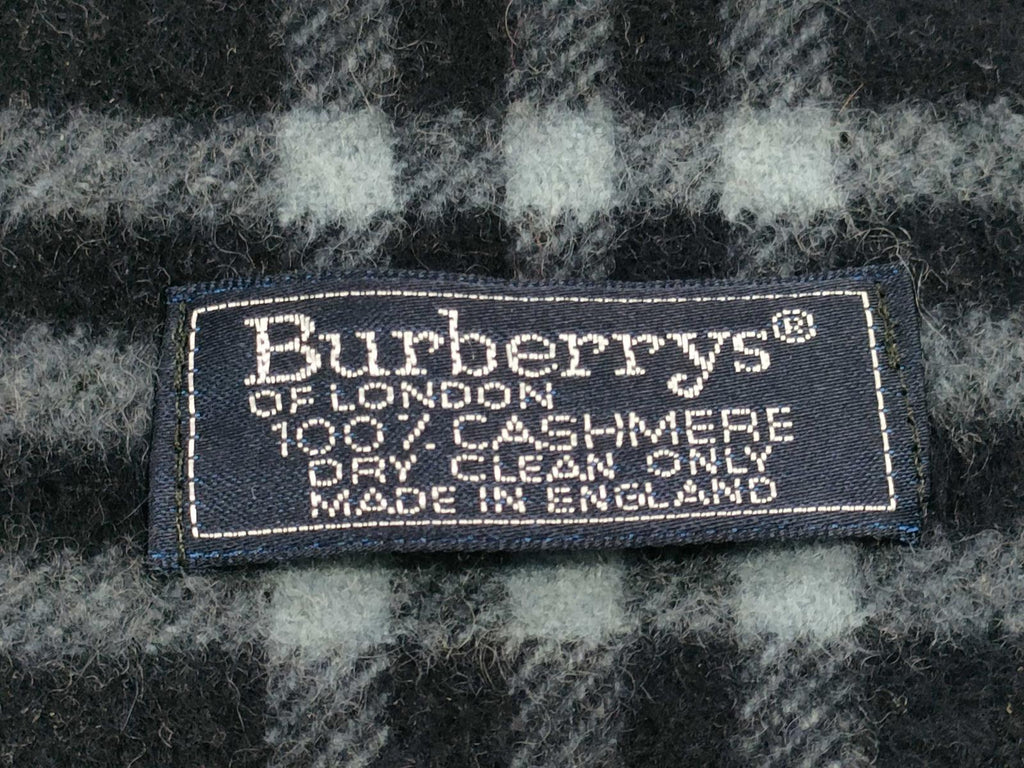 Burberrys®
OF LONDON
100% CASHMERE
DRY CLEAN ONLY
MADE IN ENGLAND